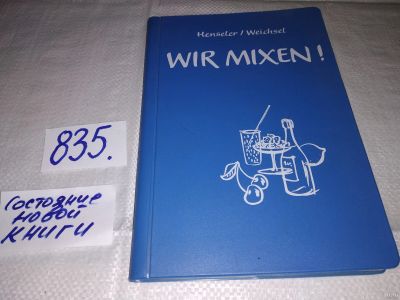 Henseler / Weichsel
WIR MIXEN!
835.
состояние
новой
книги